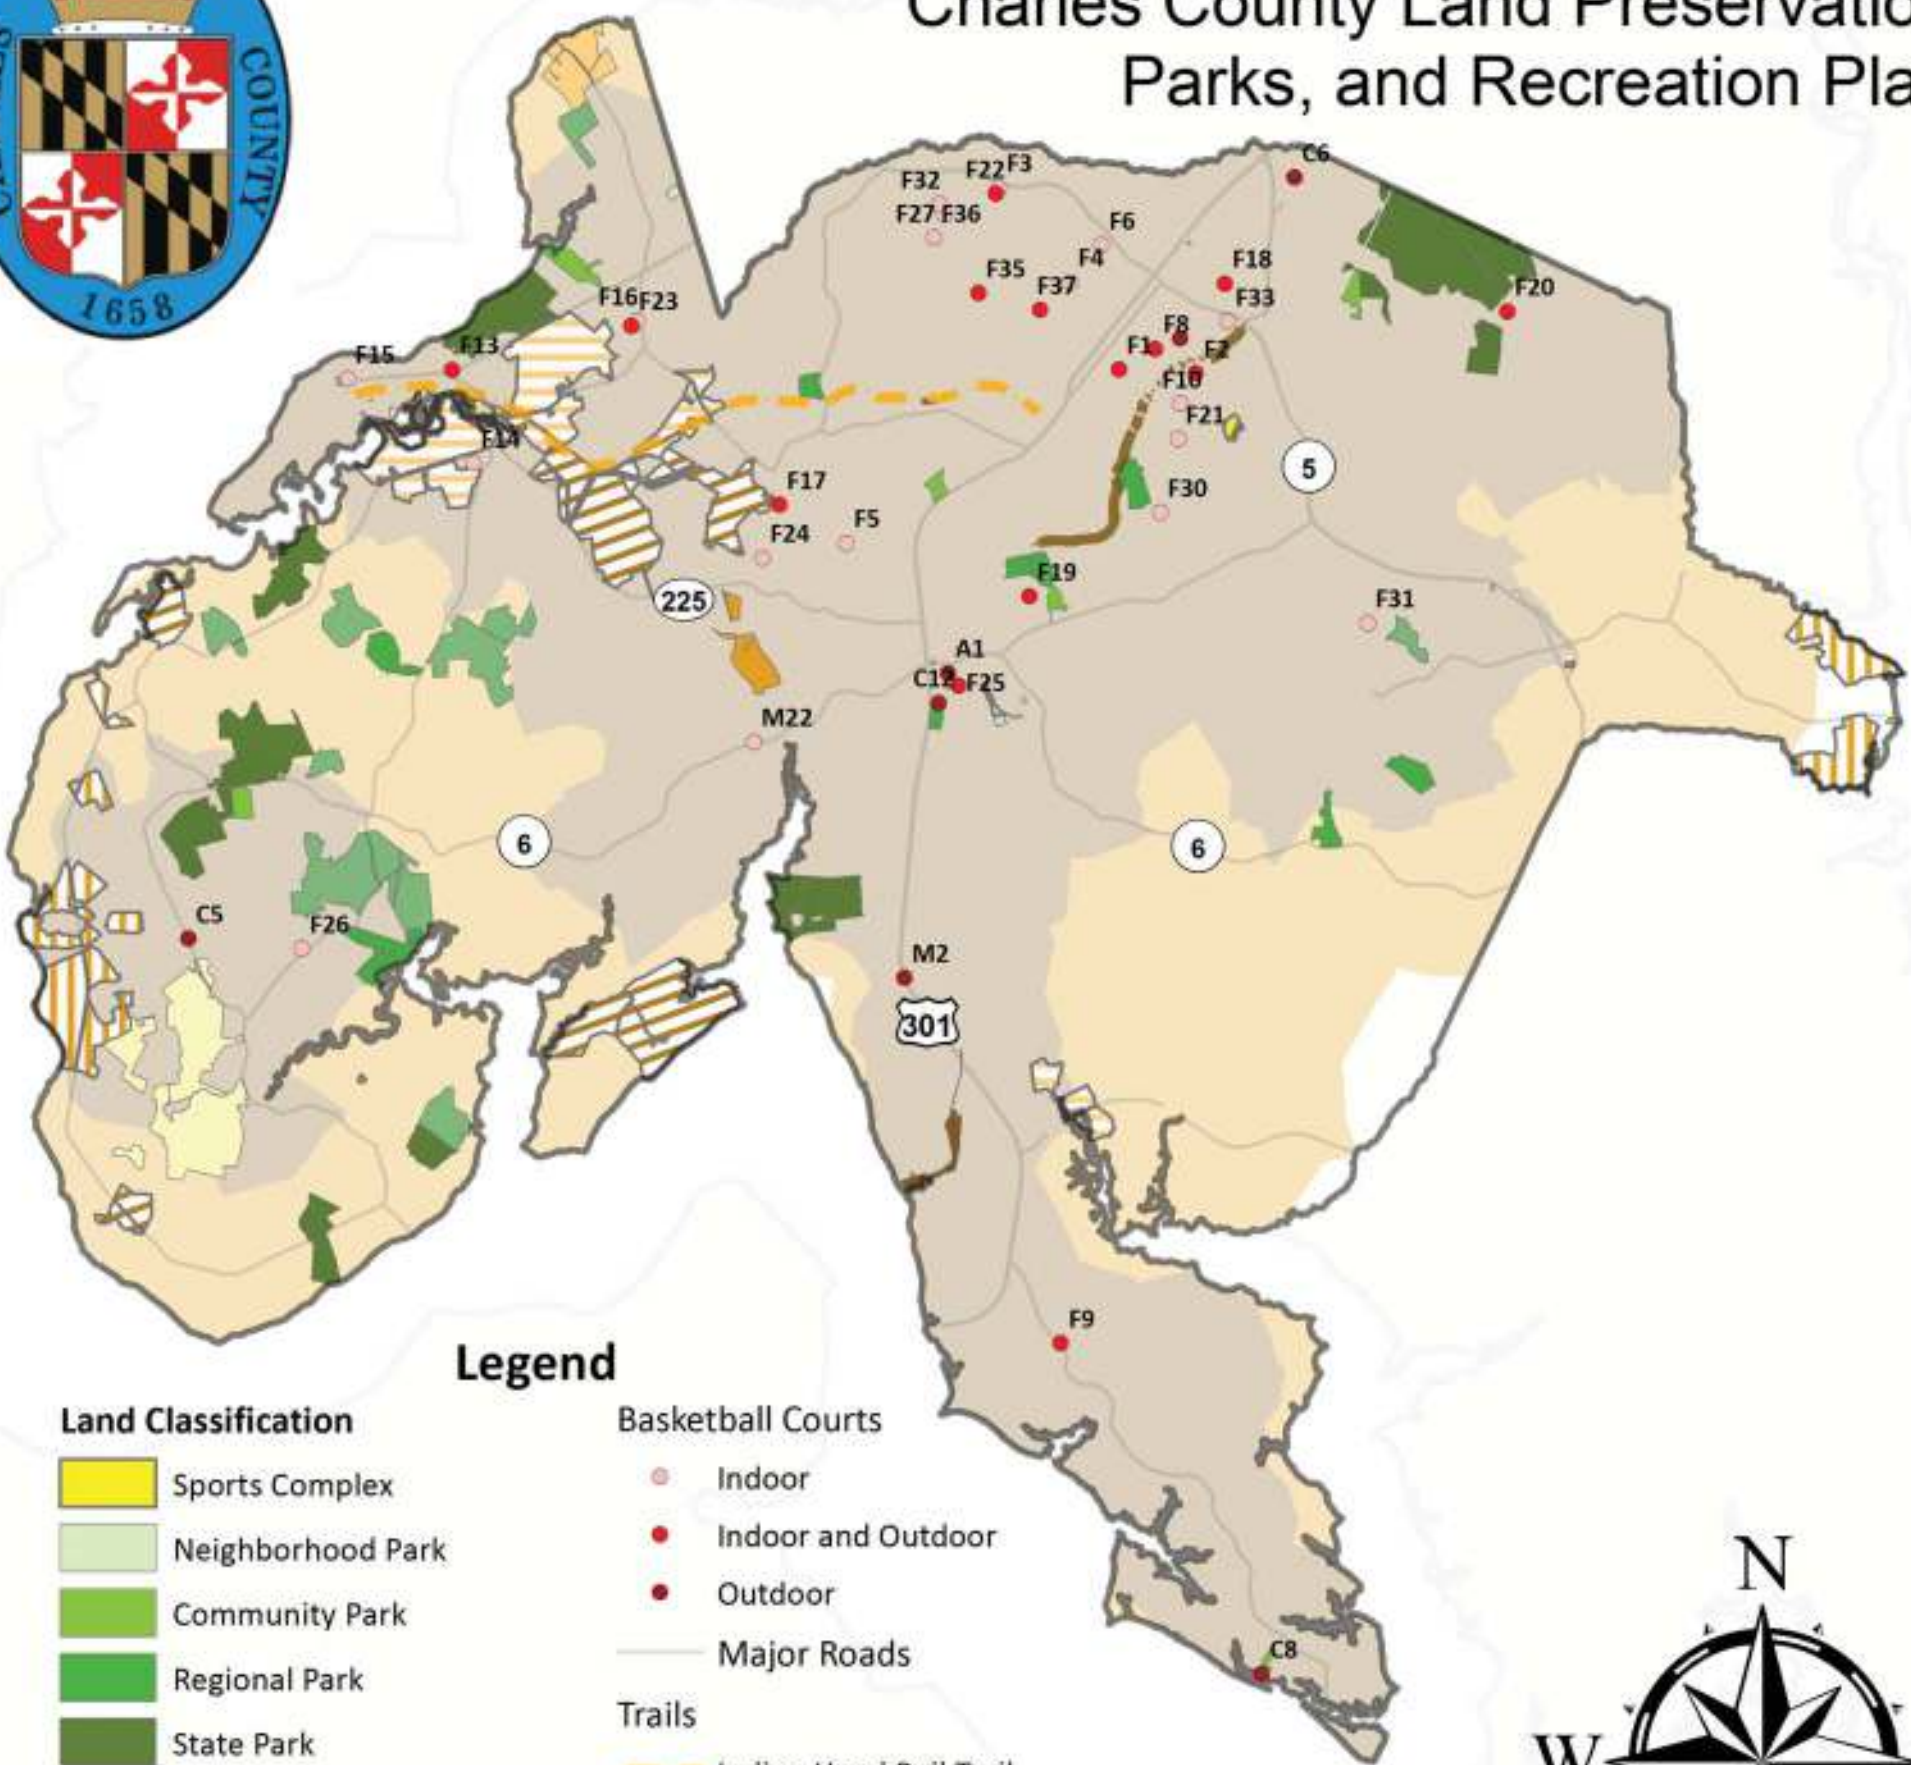 Charles County Land Preservatio
Parks, and Recreation Pla
COUNTY
1658
C6
F32
F22
F3
F27
F36
F6
F4
F18
F35
F37
F33
F20
F16
F23
F8
F1
F2
F15
F13
F10
F21
F14
5
F17
F30
F24
F5
F19
225
F31
A1
C12
F25
M22
6
6
C5
F26
M2
301
F9
C8
Legend
Land Classification
Sports Complex
Neighborhood Park
Community Park
Regional Park
State Park
Basketball Courts
Indoor
Indoor and Outdoor
Outdoor
Major Roads
Trails
N
W